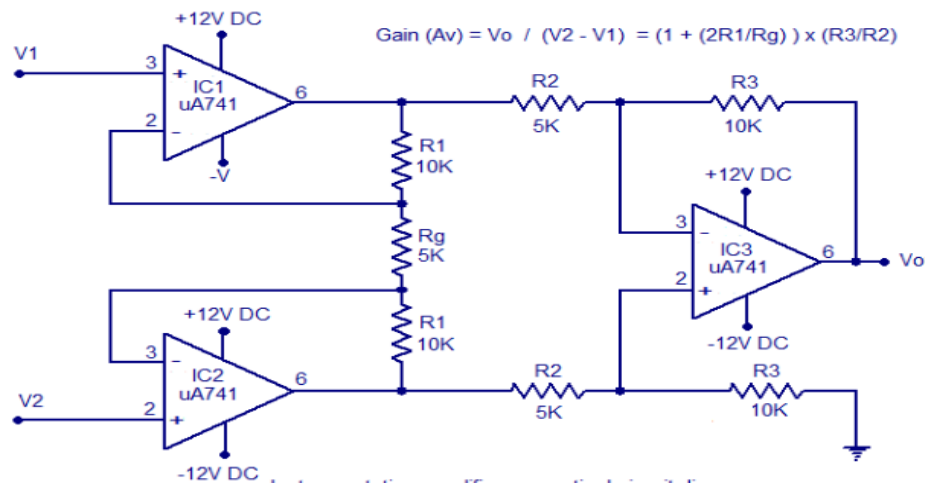 +12V DC
Gain (Av) = Vo / (V2 - V1) = (1 + (2R1/Rg) ) x (R3/R2)
V1
3
+
IC1
uA741
6
2
-
-V
R1
10K
R2
5K
R3
10K
+12V DC
Rg
5K
3
-
IC3
uA741
6
Vo
2
+
-12V DC
+12V DC
R1
10K
3
-
IC2
uA741
6
V2
2
+
-12V DC
R2
5K
R3
10K